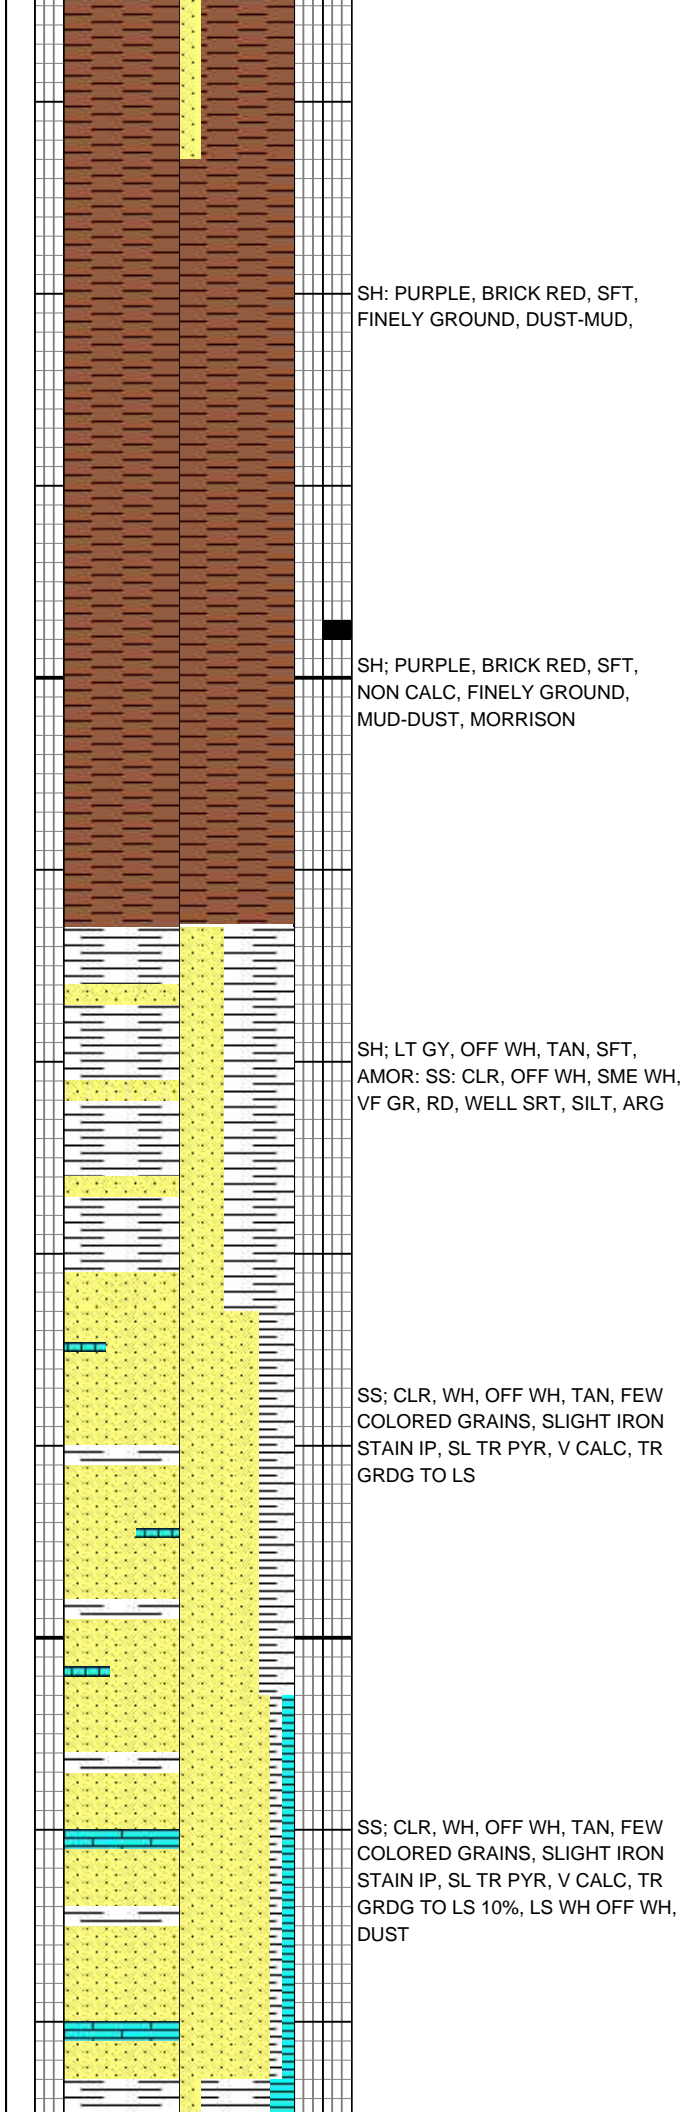 SH: PURPLE, BRICK RED, SFT,
FINELY GROUND, DUST-MUD,
SH; PURPLE, BRICK RED, SFT,
NON CALC, FINELY GROUND,
MUD-DUST, MORRISON
SH; LT GY, OFF WH, TAN, SFT,
AMOR: SS: CLR, OFF WH, SME WH,
VF GR, RD, WELL SRT, SILT, ARG
SS; CLR, WH, OFF WH, TAN, FEW
COLORED GRAINS, SLIGHT IRON
STAIN IP, SL TR PYR, V CALC, TR
GRDG TO LS
SS; CLR, WH, OFF WH, TAN, FEW
COLORED GRAINS, SLIGHT IRON
STAIN IP, SL TR PYR, V CALC, TR
GRDG TO LS 10%, LS WH OFF WH,
DUST